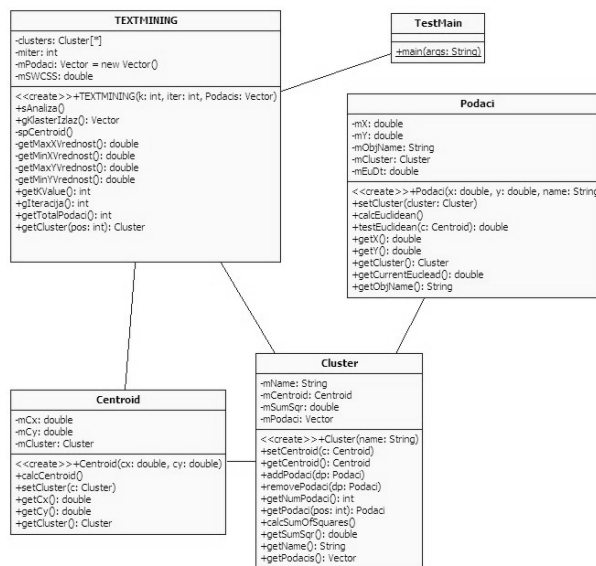 TEXTMINING
-clusters: Cluster[*]
-miter: int
-mPodaci: Vector = new Vector()
-mSWCSS: double
<<create>>+TEXTMINING(k: int, iter: int, Podacis: Vector)
+sAnaliza()
+gKlasterIzlaz(): Vector
-spCentroid()
-getMaxXVrednost(): double
-getMinXVrednost(): double
-getMaxYVrednost(): double
-getMinYVrednost(): double
+getKValue(): int
+gIteracija(): int
+getTotalPodaci(): int
+getCluster(pos: int): Cluster
TestMain
+main(args: String)
Podaci
-mX: double
-mY: double
-mObjName: String
-mCluster: Cluster
-mEuDt: double
<<create>>+Podaci(x: double, y: double, name: String
+setCluster(cluster: Cluster)
+calcEuclidean()
+testEuclidean(c: Centroid): double
+getX(): double
+getY(): double
+getCluster(): Cluster
+getCurrentEuclead(): double
+getObjName(): String
Centroid
-mCx: double
-mCy: double
-mCluster: Cluster
<<create>>+Centroid(cx: double, cy: double)
+calcCentroid()
+setCluster(c: Cluster)
+getCx(): double
+getCy(): double
+getCluster(): Cluster
Cluster
-mName: String
-mCentroid: Centroid
-mSumSqr: double
-mPodaci: Vector
<<create>>+Cluster(name: String)
+setCentroid(c: Centroid)
+getCentroid(): Centroid
+addPodaci(dp: Podaci)
+removePodaci(dp: Podaci)
+getNumPodaci(): int
+getPodaci(pos: int): Podaci
+calcSumOfSquares()
+getSumSqr(): double
+getName(): String
+getPodacis(): Vector